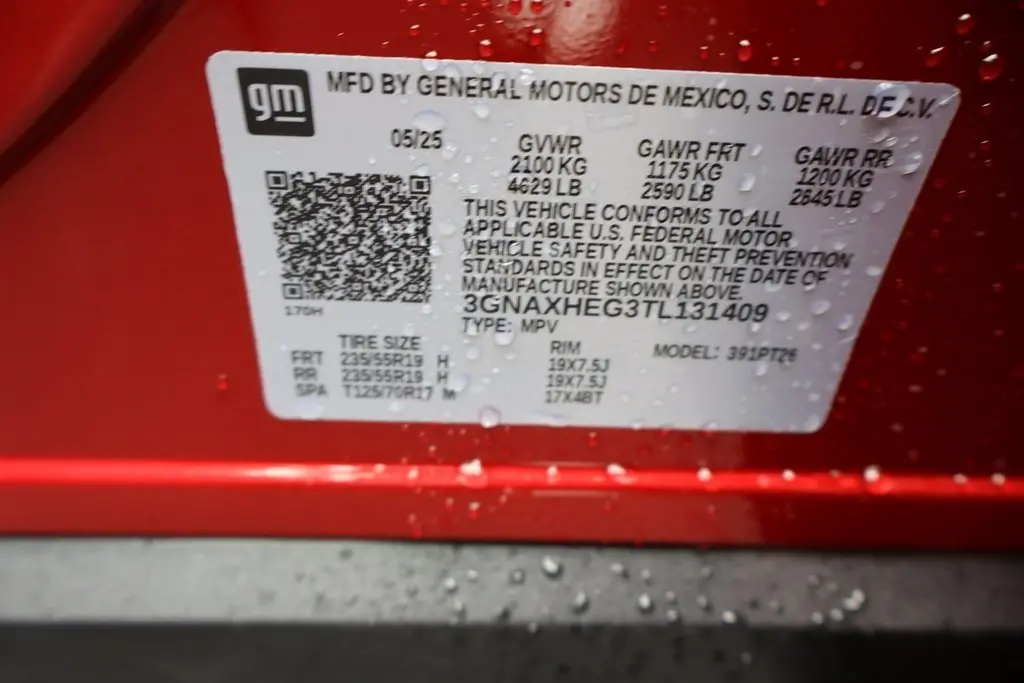 gm
MFD BY GENERAL MOTORS DE MEXICO, S. DE R.L. DE C.V.
05/25
GVWR GAWR FRT GAWR RR
2100 KG 1175 KG 1200 KG
4629 LB 2590 LB 2645 LB
THIS VEHICLE CONFORMS TO ALL
APPLICABLE U.S. FEDERAL MOTOR
VEHICLE SAFETY AND THEFT PREVENTION
STANDARDS IN EFFECT ON THE DATE OF
MANUFACTURE SHOWN ABOVE.
170H
3GNAXHEG3TL131409
TYPE: MPV
TIRE SIZE RIM MODEL: 391PT26
FRT 235/55R19 H 19X7.5J
RR 235/55R19 H 19X7.5J
SPA T125/70R17 M 17X4BT